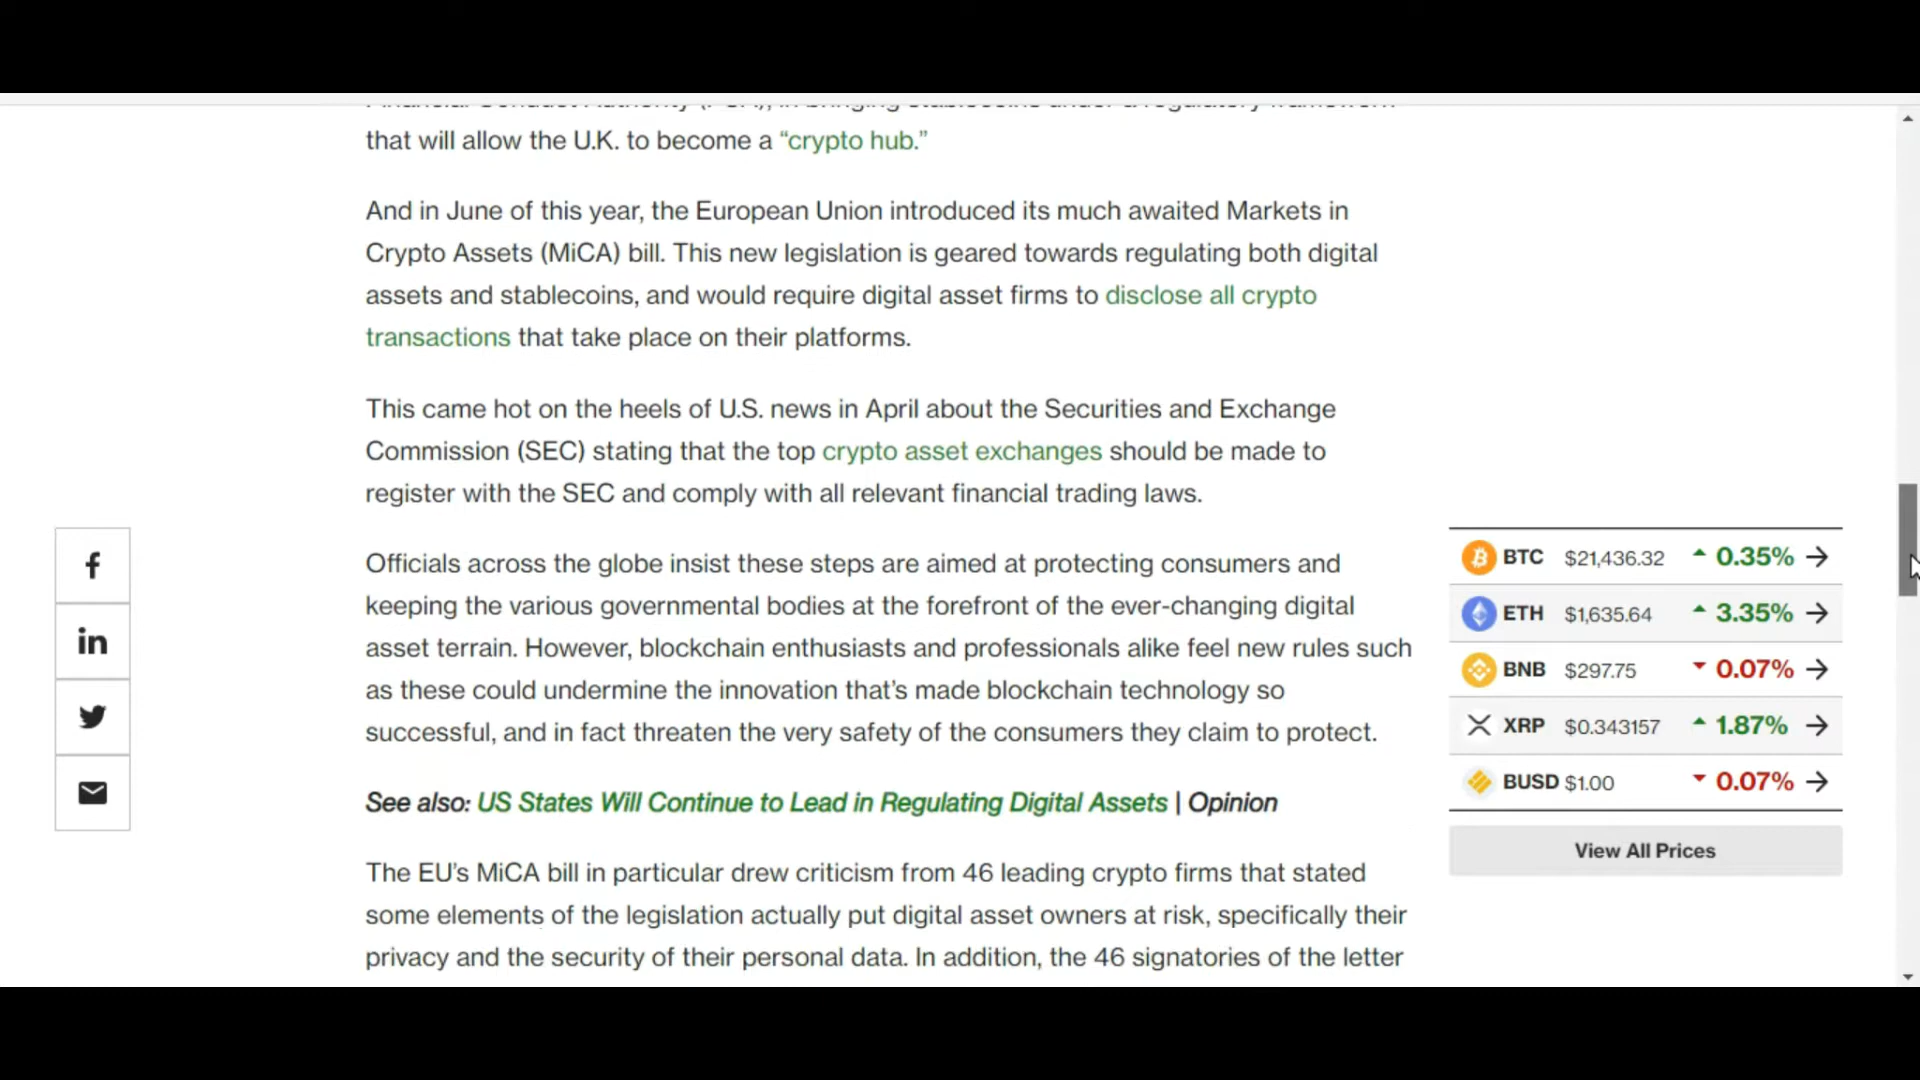 that will allow the U.K. to become a “crypto hub.”
And in June of this year, the European Union introduced its much awaited Markets in
Crypto Assets (MiCA) bill. This new legislation is geared towards regulating both digital
assets and stablecoins, and would require digital asset firms to disclose all crypto
transactions that take place on their platforms.
This came hot on the heels of U.S. news in April about the Securities and Exchange
Commission (SEC) stating that the top crypto asset exchanges should be made to
register with the SEC and comply with all relevant financial trading laws.
Officials across the globe insist these steps are aimed at protecting consumers and
keeping the various governmental bodies at the forefront of the ever-changing digital
asset terrain. However, blockchain enthusiasts and professionals alike feel new rules such
as these could undermine the innovation that’s made blockchain technology so
successful, and in fact threaten the very safety of the consumers they claim to protect.
See also: US States Will Continue to Lead in Regulating Digital Assets | Opinion
The EU’s MiCA bill in particular drew criticism from 46 leading crypto firms that stated
some elements of the legislation actually put digital asset owners at risk, specifically their
privacy and the security of their personal data. In addition, the 46 signatories of the letter
BTC $21,436.32 0.35%
ETH $1,635.64 3.35%
BNB $297.75 0.07%
XRP $0.343157 1.87%
BUSD $1.00 0.07%
View All Prices